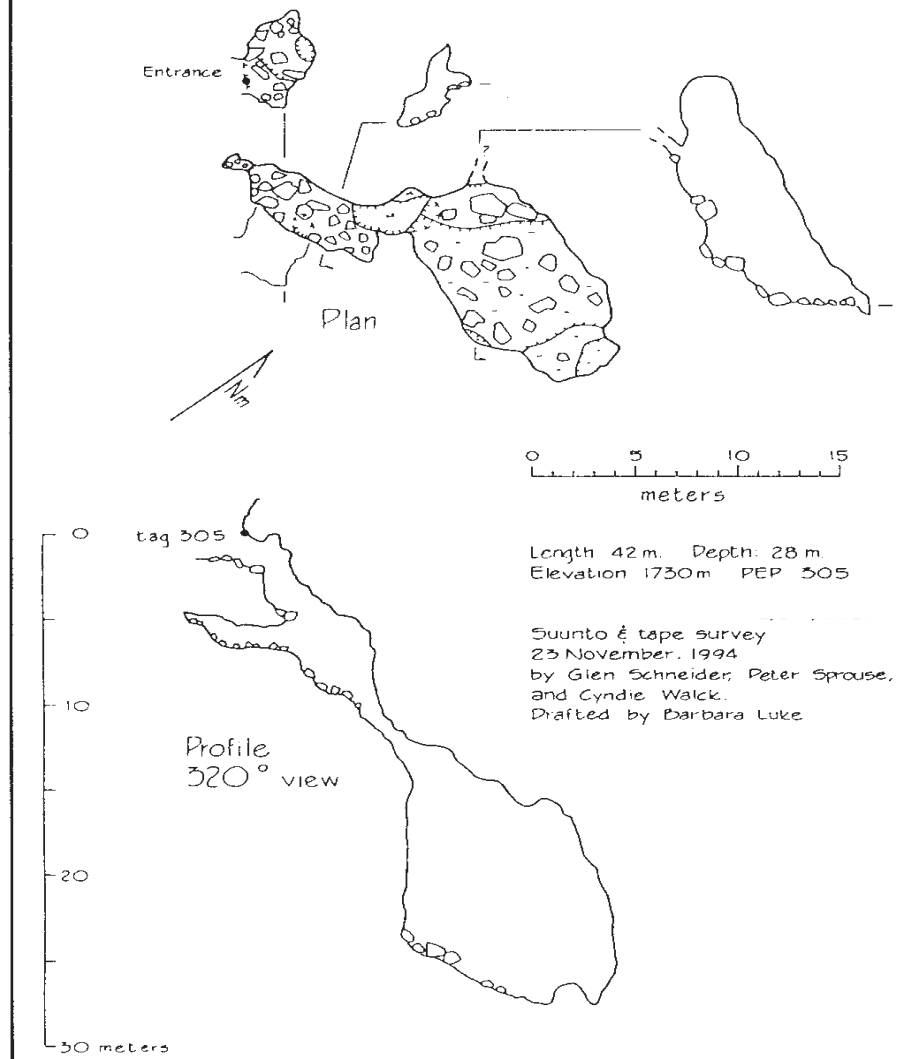 Entrance
?
L
L
Plan
Nm
0 5 10 15
meters
0
tag 305
Length 42 m. Depth: 28 m.
Elevation 1730 m PEP 305
Suunto & tape survey
23 November, 1994
by Glen Schneider, Peter Sprouse,
and Cyndie Walck.
Drafted by Barbara Luke
10
Profile
320° view
20
30 meters